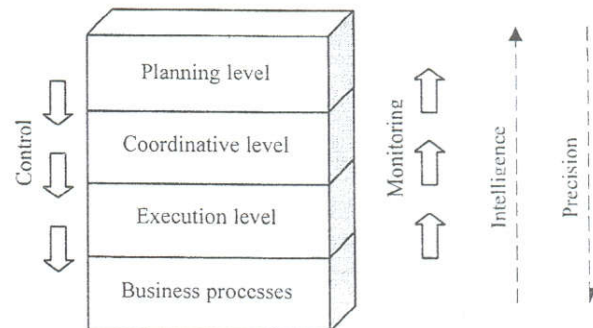 Planning level
Coordinative level
Execution level
Business processes
Control
Monitoring
Intelligence
Precision